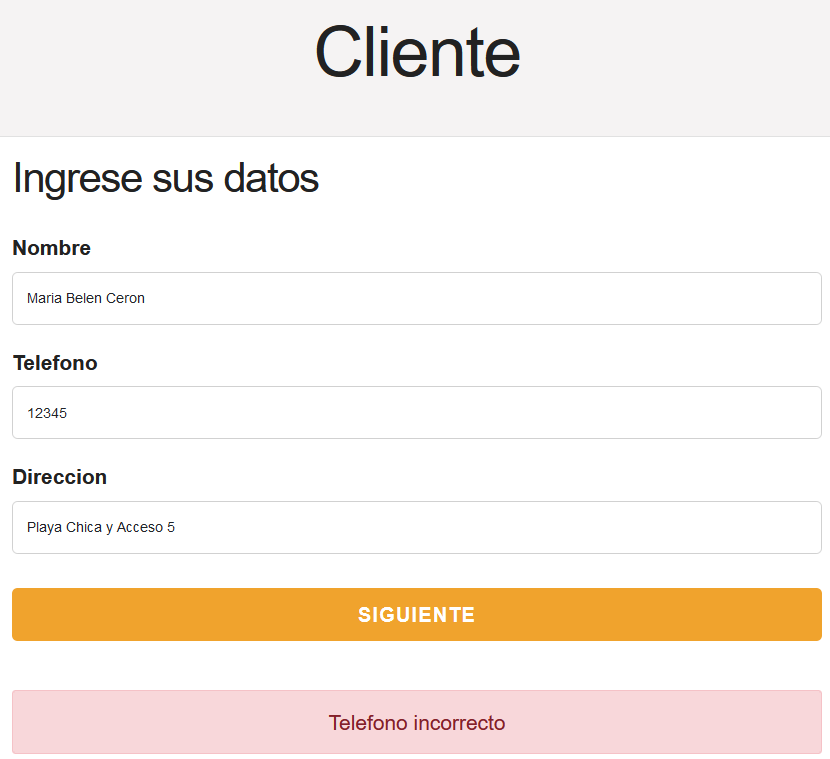 Cliente
Ingrese sus datos
Nombre
Maria Belen Ceron
Telefono
12345
Direccion
Playa Chica y Acceso 5
SIGUIENTE
Telefono incorrecto